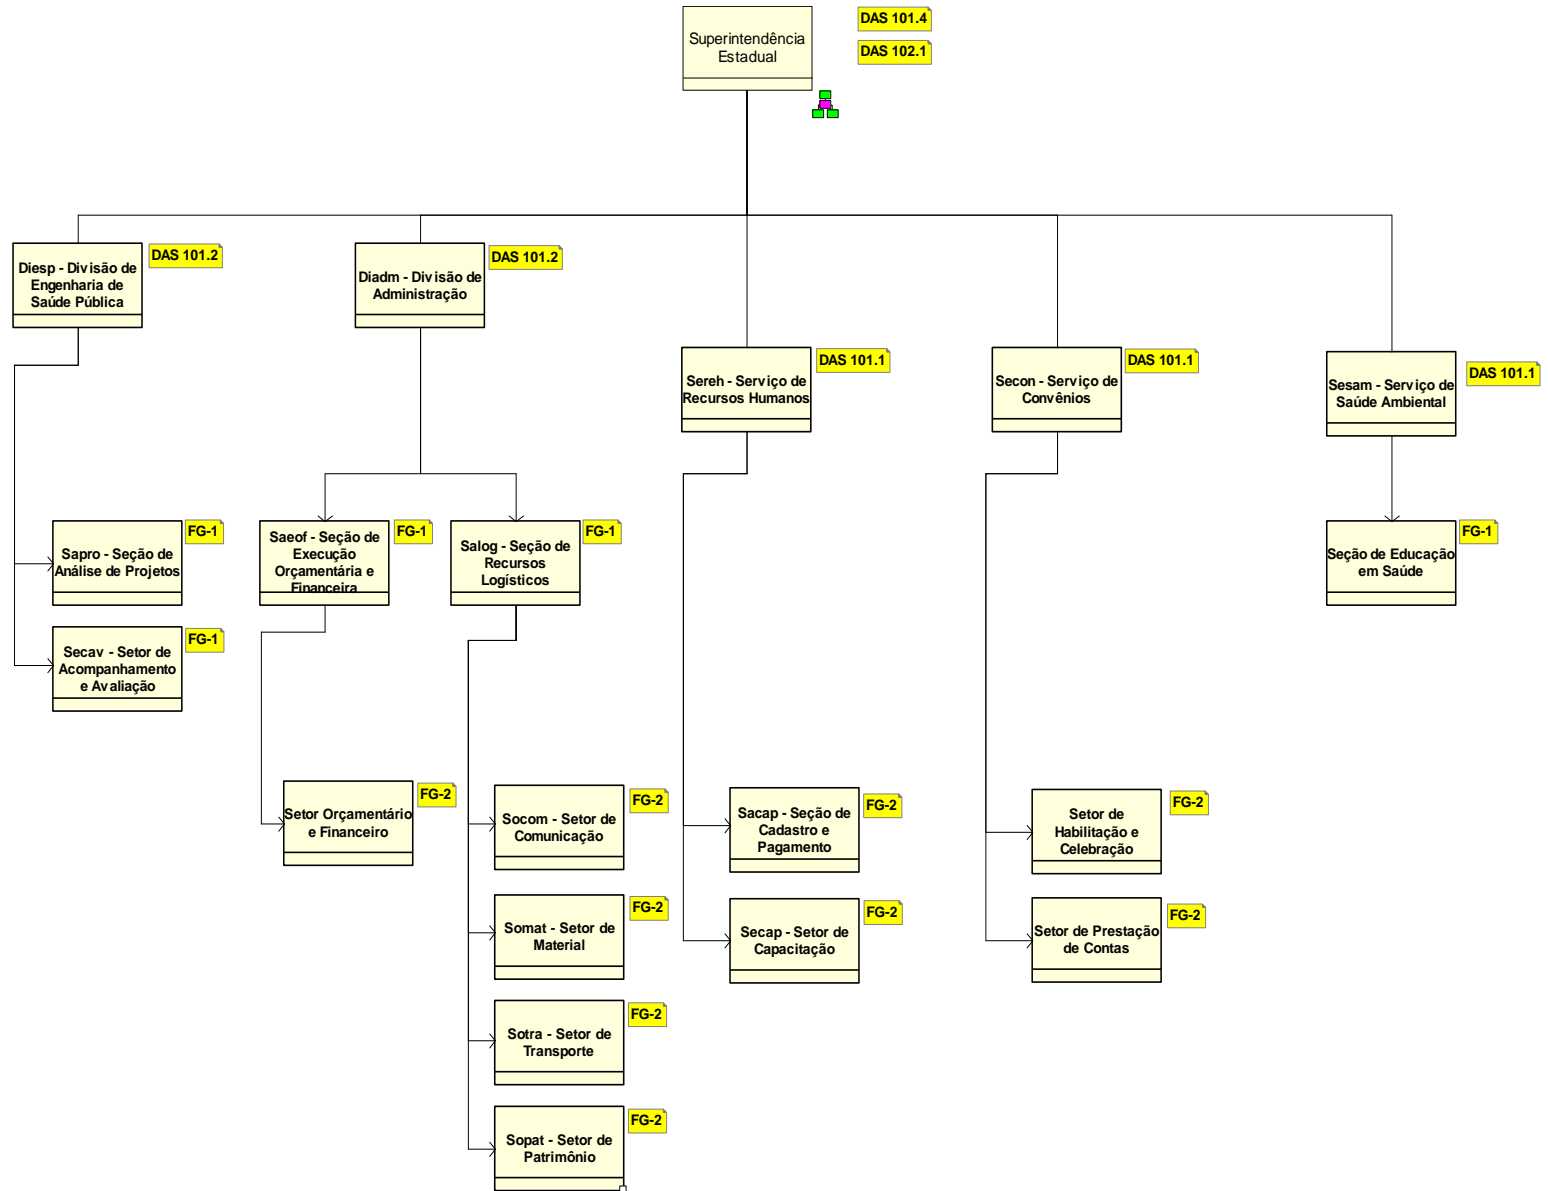 Superintendência
Estadual
DAS 101.4
DAS 102.1
Diesp - Divisão de
Engenharia de
Saúde Pública
DAS 101.2
Diadm - Divisão de
Administração
DAS 101.2
Sereh - Serviço de
Recursos Humanos
DAS 101.1
Secon - Serviço de
Convênios
DAS 101.1
Sesam - Serviço de
Saúde Ambiental
DAS 101.1
Sapro - Seção de
Análise de Projetos
FG-1
Saeof - Seção de
Execução
Orçamentária e
Financeira
FG-1
Salog - Seção de
Recursos
Logísticos
FG-1
Seção de Educação
em Saúde
FG-1
Secav - Setor de
Acompanhamento
e Avaliação
FG-1
Setor Orçamentário
e Financeiro
FG-2
Socom - Setor de
Comunicação
FG-2
Sacap - Seção de
Cadastro e
Pagamento
FG-2
Setor de
Habilitação e
Celebração
FG-2
Somat - Setor de
Material
FG-2
Secap - Setor de
Capacitação
FG-2
Setor de Prestação
de Contas
FG-2
Sotra - Setor de
Transporte
FG-2
Sopat - Setor de
Patrimônio
FG-2